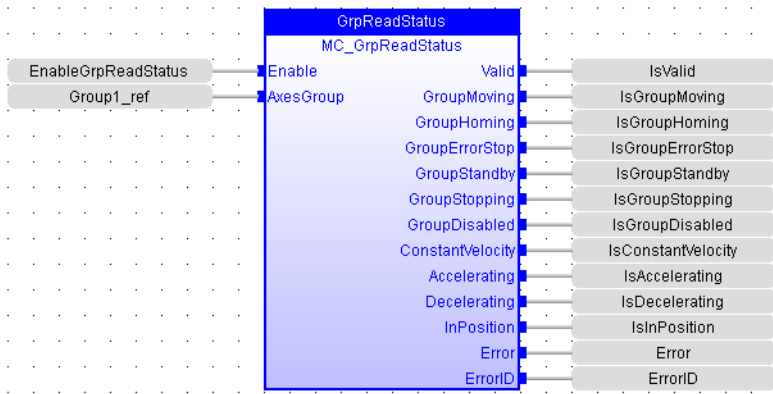 GrpReadStatus
MC_GrpReadStatus
EnableGrpReadStatus Enable Valid IsValid
Group1_ref AxesGroup GroupMoving IsGroupMoving
GroupHoming IsGroupHoming
GroupErrorStop IsGroupErrorStop
GroupStandby IsGroupStandby
GroupStopping IsGroupStopping
GroupDisabled IsGroupDisabled
ConstantVelocity IsConstantVelocity
Accelerating IsAccelerating
Decelerating IsDecelerating
InPosition IsInPosition
Error Error
ErrorID ErrorID